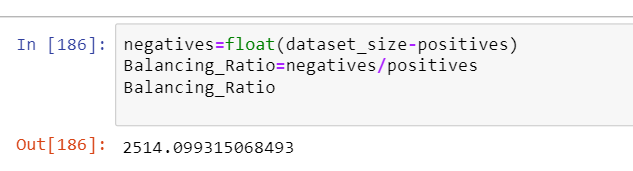 In [186]: negatives=float(dataset_size-positives)
Balancing_Ratio=negatives/positives
Balancing_Ratio
Out[186]: 2514.099315068493